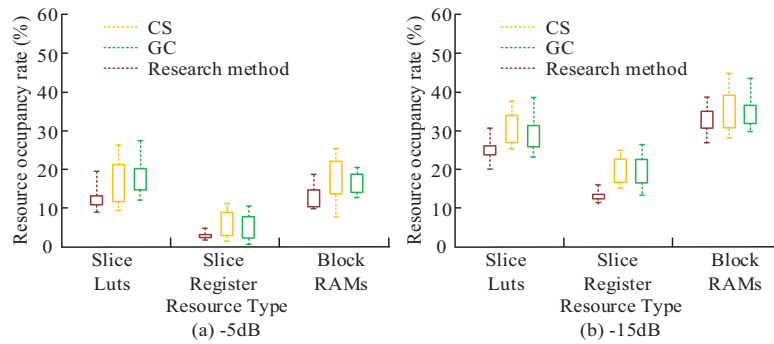 Resource occupancy rate (%)
60
50
40
30
20
10
0
CS
GC
Research method
Slice Luts
Slice Register
Block RAMs
Resource Type
(a) -5dB
Resource occupancy rate (%)
60
50
40
30
20
10
0
CS
GC
Research method
Slice Luts
Slice Register
Block RAMs
Resource Type
(b) -15dB